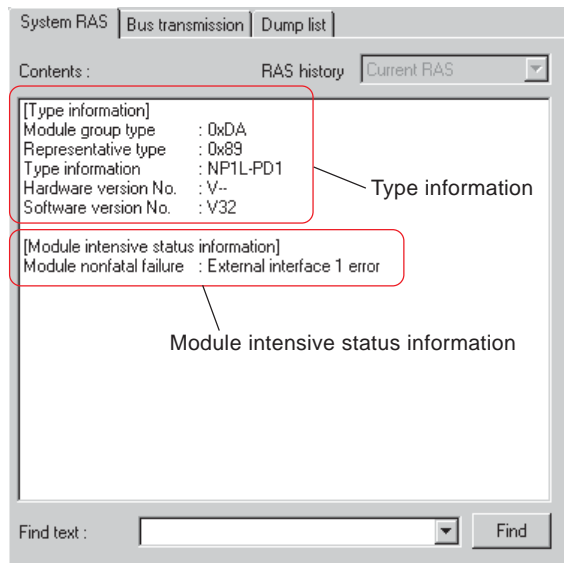 System RAS Bus transmission Dump list
Contents : RAS history Current RAS
[Type information]
Module group type : 0xDA
Representative type : 0x89
Type information : NP1L-PD1
Hardware version No. : V--
Software version No. : V32
Type information
[Module intensive status information]
Module nonfatal failure : External interface 1 error
Module intensive status information
Find text : Find